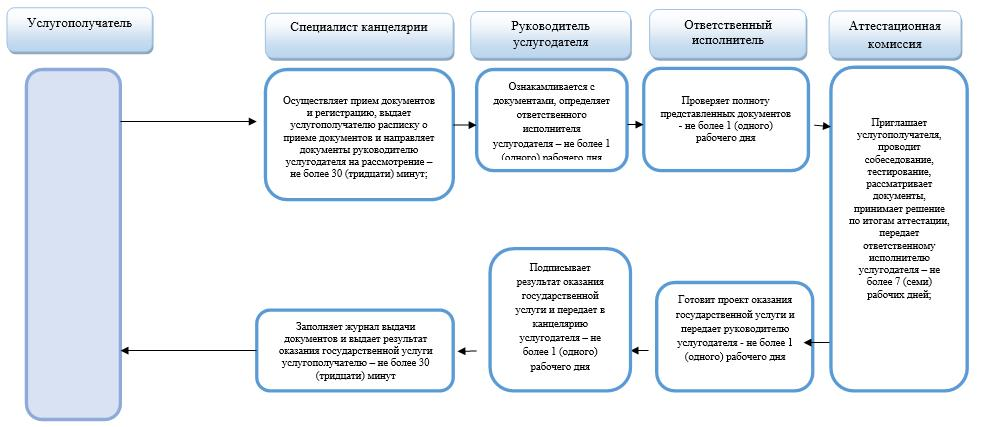 Услугополучатель
Специалист канцелярии
Руководитель
услугодателя
Ответственный
исполнитель
Аттестационная
комиссия
Осуществляет прием документов
и регистрацию, выдает
услугополучателю расписку о
приеме документов и направляет
документы руководителю
услугодателя на рассмотрение –
не более 30 (тридцати) минут;
Ознакамливается с
документами, определяет
ответственного
исполнителя
услугодателя – не более 1
(одного) рабочего дня
Проверяет полноту
представленных документов
- не более 1 (одного)
рабочего дня
Приглашает
услугополучателя,
проводит
собеседование,
тестирование,
рассматривает
документы,
принимает решение
по итогам аттестации,
передает
ответственному
исполнителю
услугодателя – не
более 7 (семи)
рабочих дней;
Готовит проект оказания
государственной услуги и
передает руководителю
услугодателя - не более 1
(одного) рабочего дня
Подписывает
результат оказания
государственной
услуги и передает в
канцелярию
услугодателя – не
более 1 (одного)
рабочего дня
Заполняет журнал выдачи
документов и выдает результат
оказания государственной услуги
услугополучателю – не более 30
(тридцати) минут